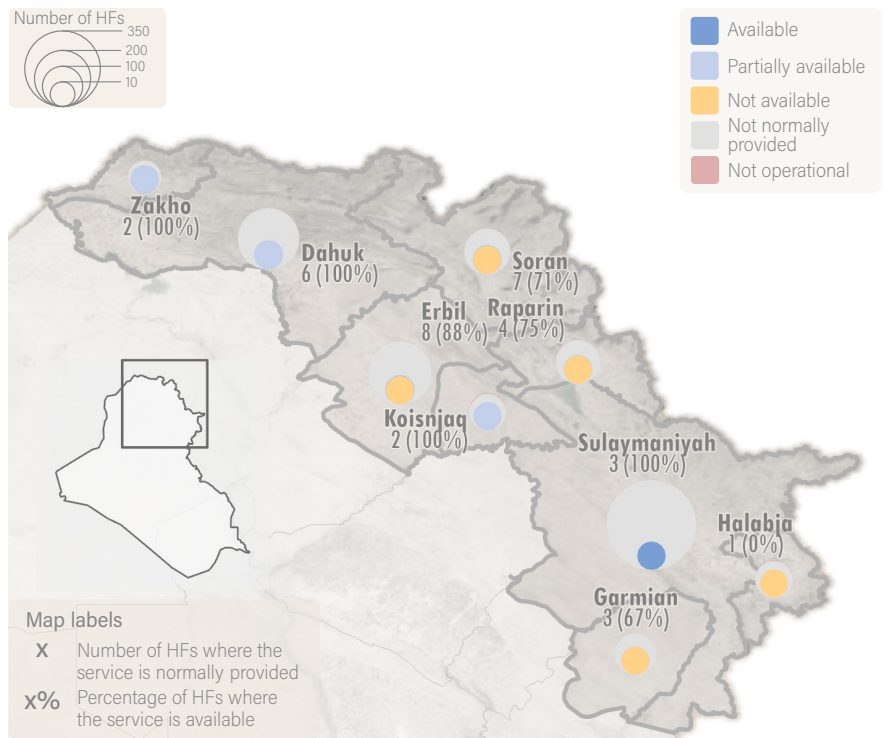 Number of HFs
350
200
100
10
Available
Partially available
Not available
Not normally
provided
Not operational
Zakho
2 (100%)
Dahuk
6 (100%)
Soran
7 (71%)
Erbil
8 (88%)
Raparin
4 (75%)
Koisnjaq
2 (100%)
Sulaymaniyah
3 (100%)
Halabja
1 (0%)
Garmian
3 (67%)
Map labels
x Number of HFs where the
service is normally provided
x% Percentage of HFs where
the service is available